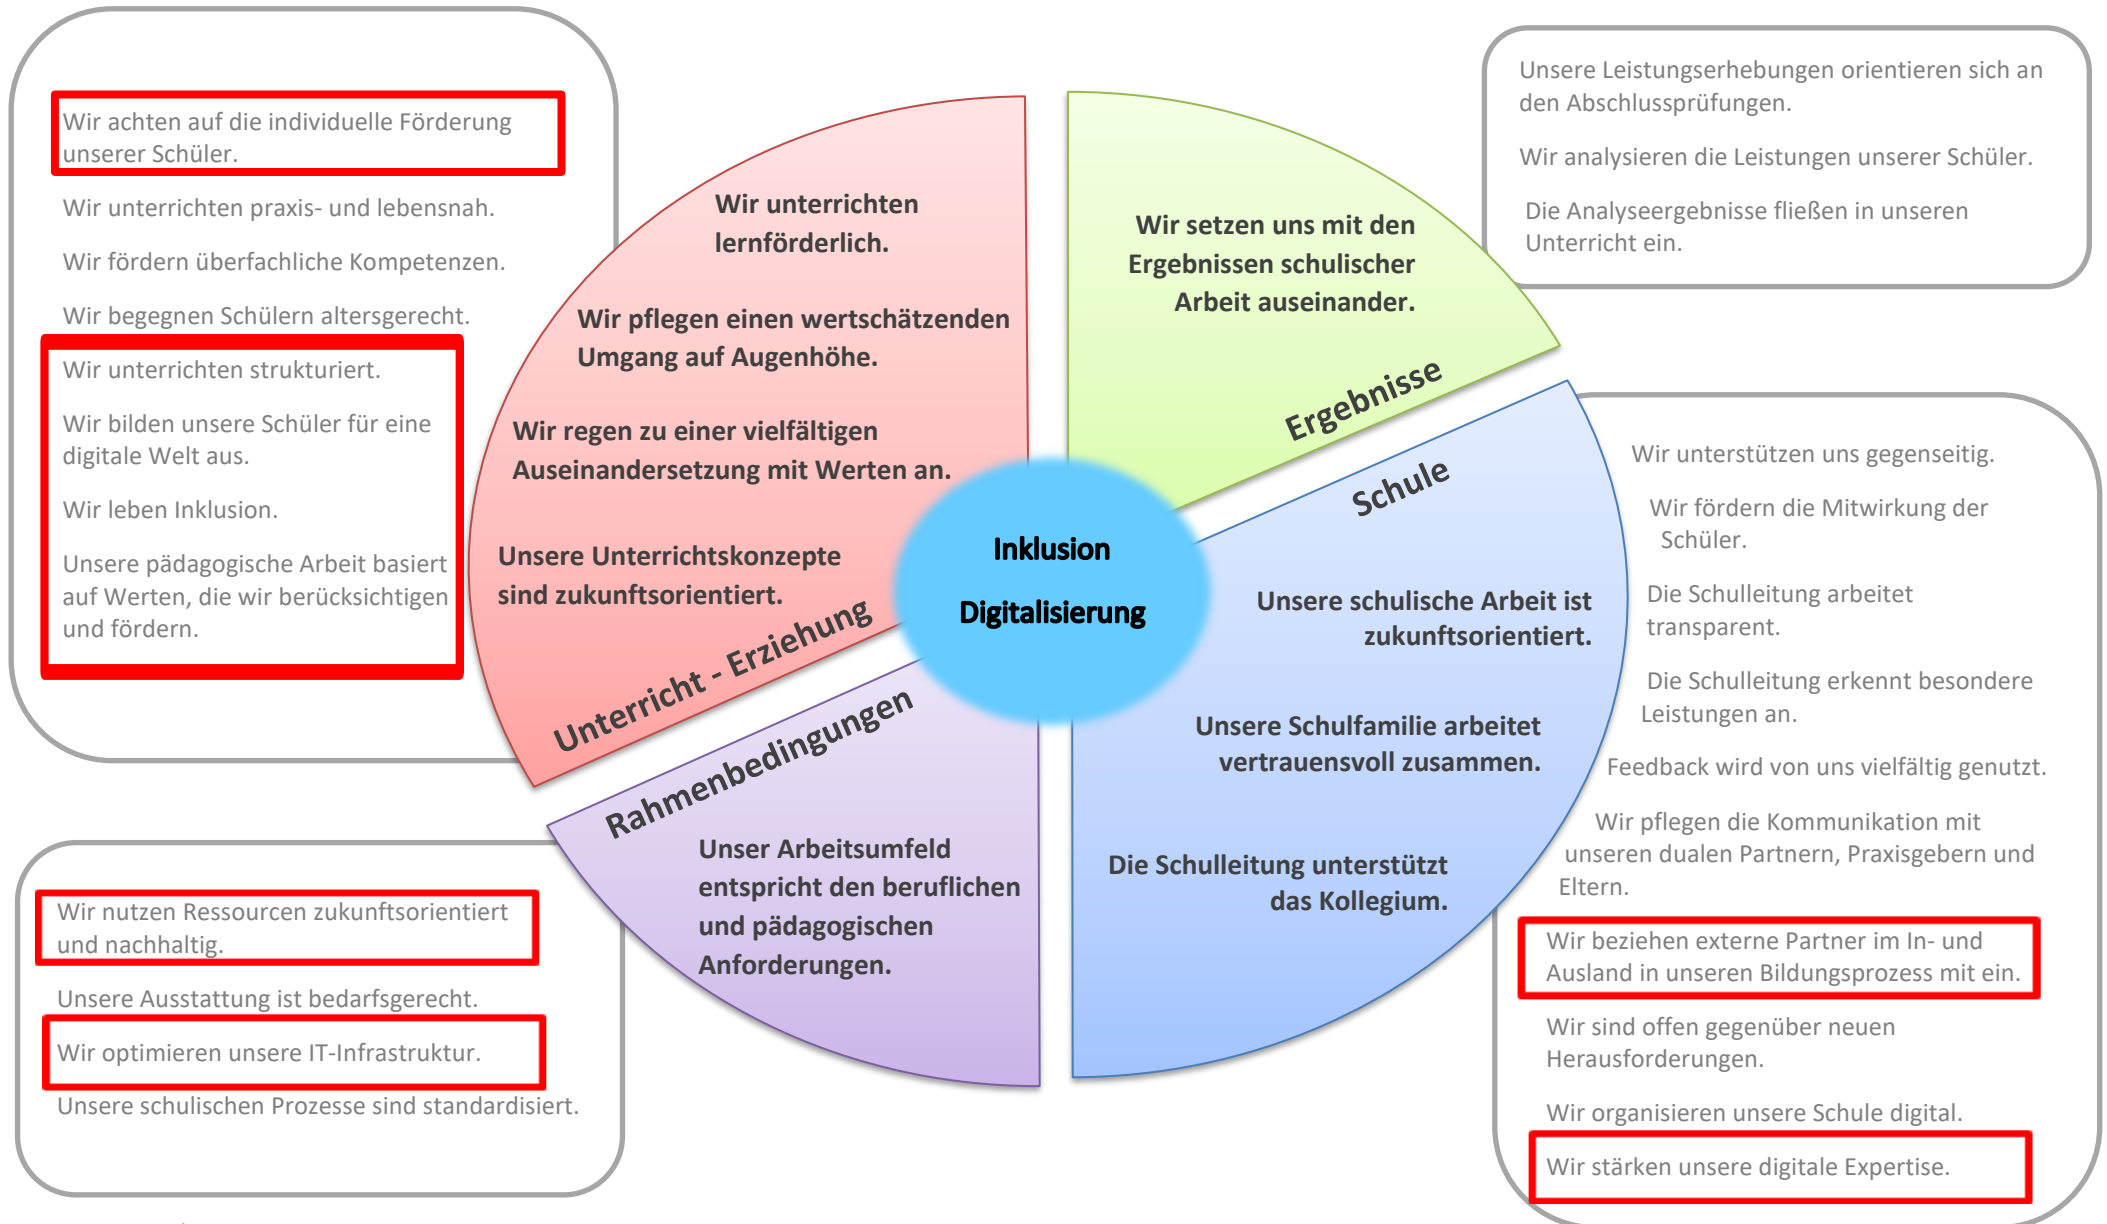 Wir achten auf die individuelle Förderung
unserer Schüler.
Wir unterrichten praxis- und lebensnah.
Wir fördern überfachliche Kompetenzen.
Wir begegnen Schülern altersgerecht.
Wir unterrichten strukturiert.
Wir bilden unsere Schüler für eine
digitale Welt aus.
Wir leben Inklusion.
Unsere pädagogische Arbeit basiert
auf Werten, die wir berücksichtigen
und fördern.
Wir unterrichten
lernförderlich.
Wir pflegen einen wertschätzenden
Umgang auf Augenhöhe.
Wir regen zu einer vielfältigen
Auseinandersetzung mit Werten an.
Unsere Unterrichtskonzepte
sind zukunftsorientiert.
Unterricht - Erziehung
Wir setzen uns mit den
Ergebnissen schulischer
Arbeit auseinander.
Ergebnisse
Unsere Leistungserhebungen orientieren sich an
den Abschlussprüfungen.
Wir analysieren die Leistungen unserer Schüler.
Die Analyseergebnisse fließen in unseren
Unterricht ein.
Inklusion
Digitalisierung
Schule
Unsere schulische Arbeit ist
zukunftsorientiert.
Unsere Schulfamilie arbeitet
vertrauensvoll zusammen.
Die Schulleitung unterstützt
das Kollegium.
Wir unterstützen uns gegenseitig.
Wir fördern die Mitwirkung der
Schüler.
Die Schulleitung arbeitet
transparent.
Die Schulleitung erkennt besondere
Leistungen an.
Feedback wird von uns vielfältig genutzt.
Wir pflegen die Kommunikation mit
unseren dualen Partnern, Praxisgebern und
Eltern.
Wir beziehen externe Partner im In- und
Ausland in unseren Bildungsprozess mit ein.
Wir sind offen gegenüber neuen
Herausforderungen.
Wir organisieren unsere Schule digital.
Wir stärken unsere digitale Expertise.
Rahmenbedingungen
Unser Arbeitsumfeld
entspricht den beruflichen
und pädagogischen
Anforderungen.
Wir nutzen Ressourcen zukunftsorientiert
und nachhaltig.
Unsere Ausstattung ist bedarfsgerecht.
Wir optimieren unsere IT-Infrastruktur.
Unsere schulischen Prozesse sind standardisiert.